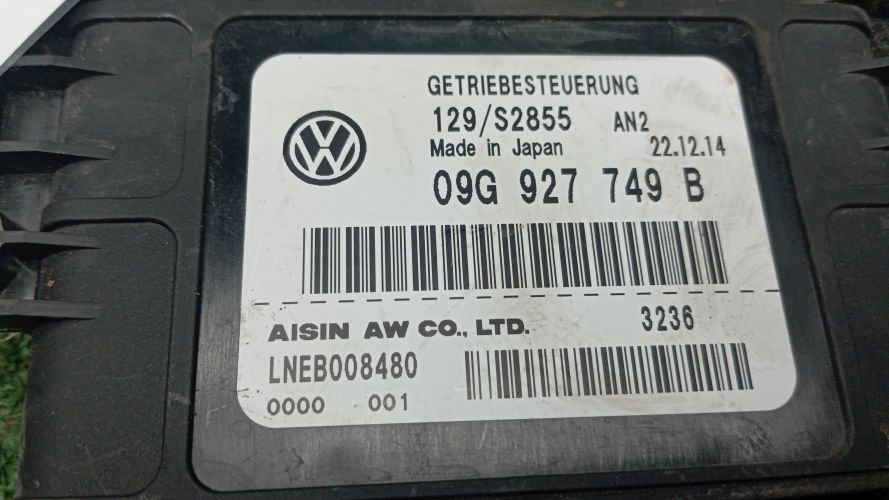 GETRIEBESTEUERUNG
129/S2855 AN2
Made in Japan 22.12.14
09G 927 749 B
AISIN AW CO., LTD. 3236
LNEB008480
0000 001